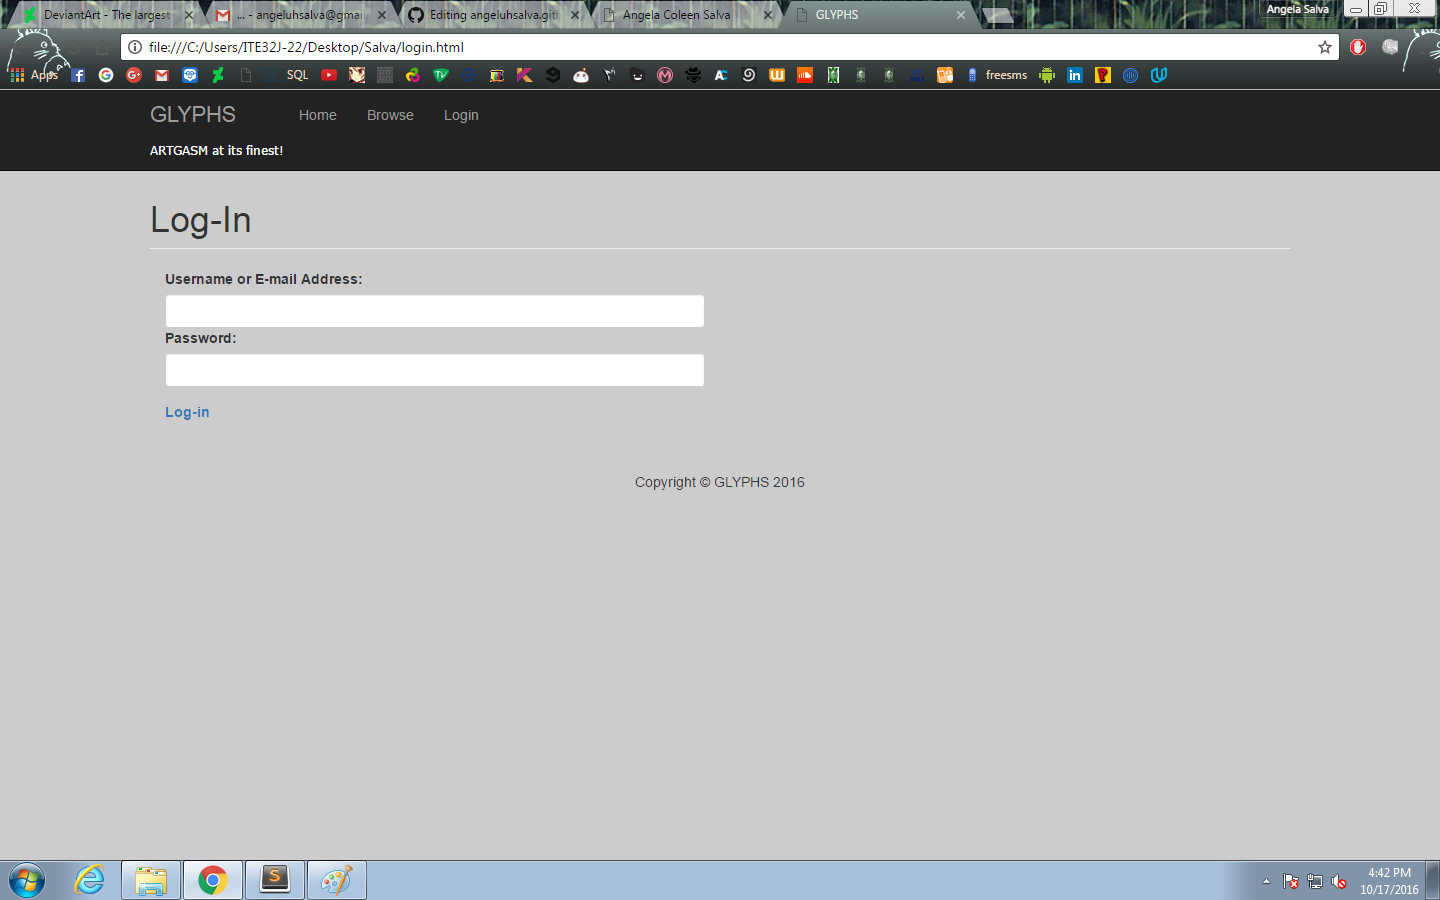 DeviantArt - The largest
... - angeluhsalva@gmai
Editing angeluhsalva.git
Angela Coleen Salva
GLYPHS
Angela Salva
file:///C:/Users/ITE32J-22/Desktop/Salva/login.html
Apps
SQL
freesms
GLYPHS
Home
Browse
Login
ARTGASM at its finest!
Log-In
Username or E-mail Address:
Password:
Log-in
Copyright © GLYPHS 2016
4:42 PM
10/17/2016